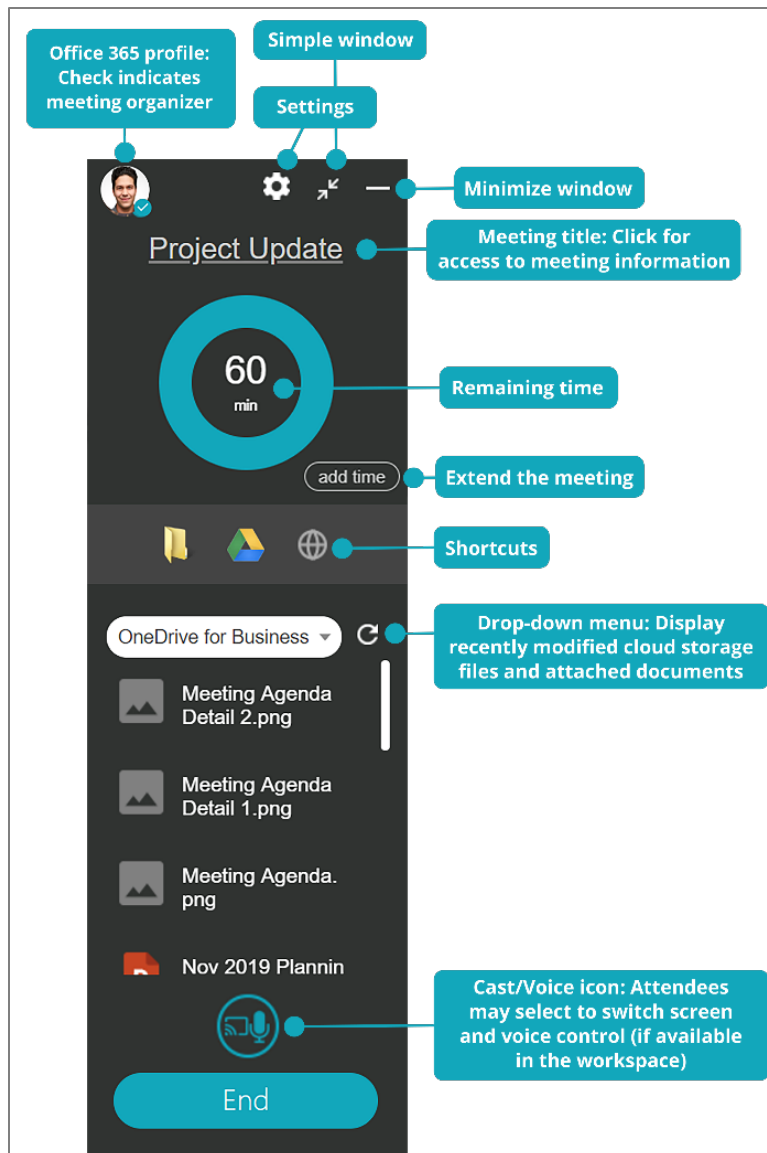 Office 365 profile:
Check indicates
meeting organizer
Simple window
Settings
Minimize window
Project Update
Meeting title: Click for
access to meeting information
60
min
Remaining time
add time
Extend the meeting
Shortcuts
OneDrive for Business
Drop-down menu: Display
recently modified cloud storage
files and attached documents
Meeting Agenda
Detail 2.png
Meeting Agenda
Detail 1.png
Meeting Agenda.
png
Nov 2019 Plannin
Cast/Voice icon: Attendees
may select to switch screen
and voice control (if available
in the workspace)
End